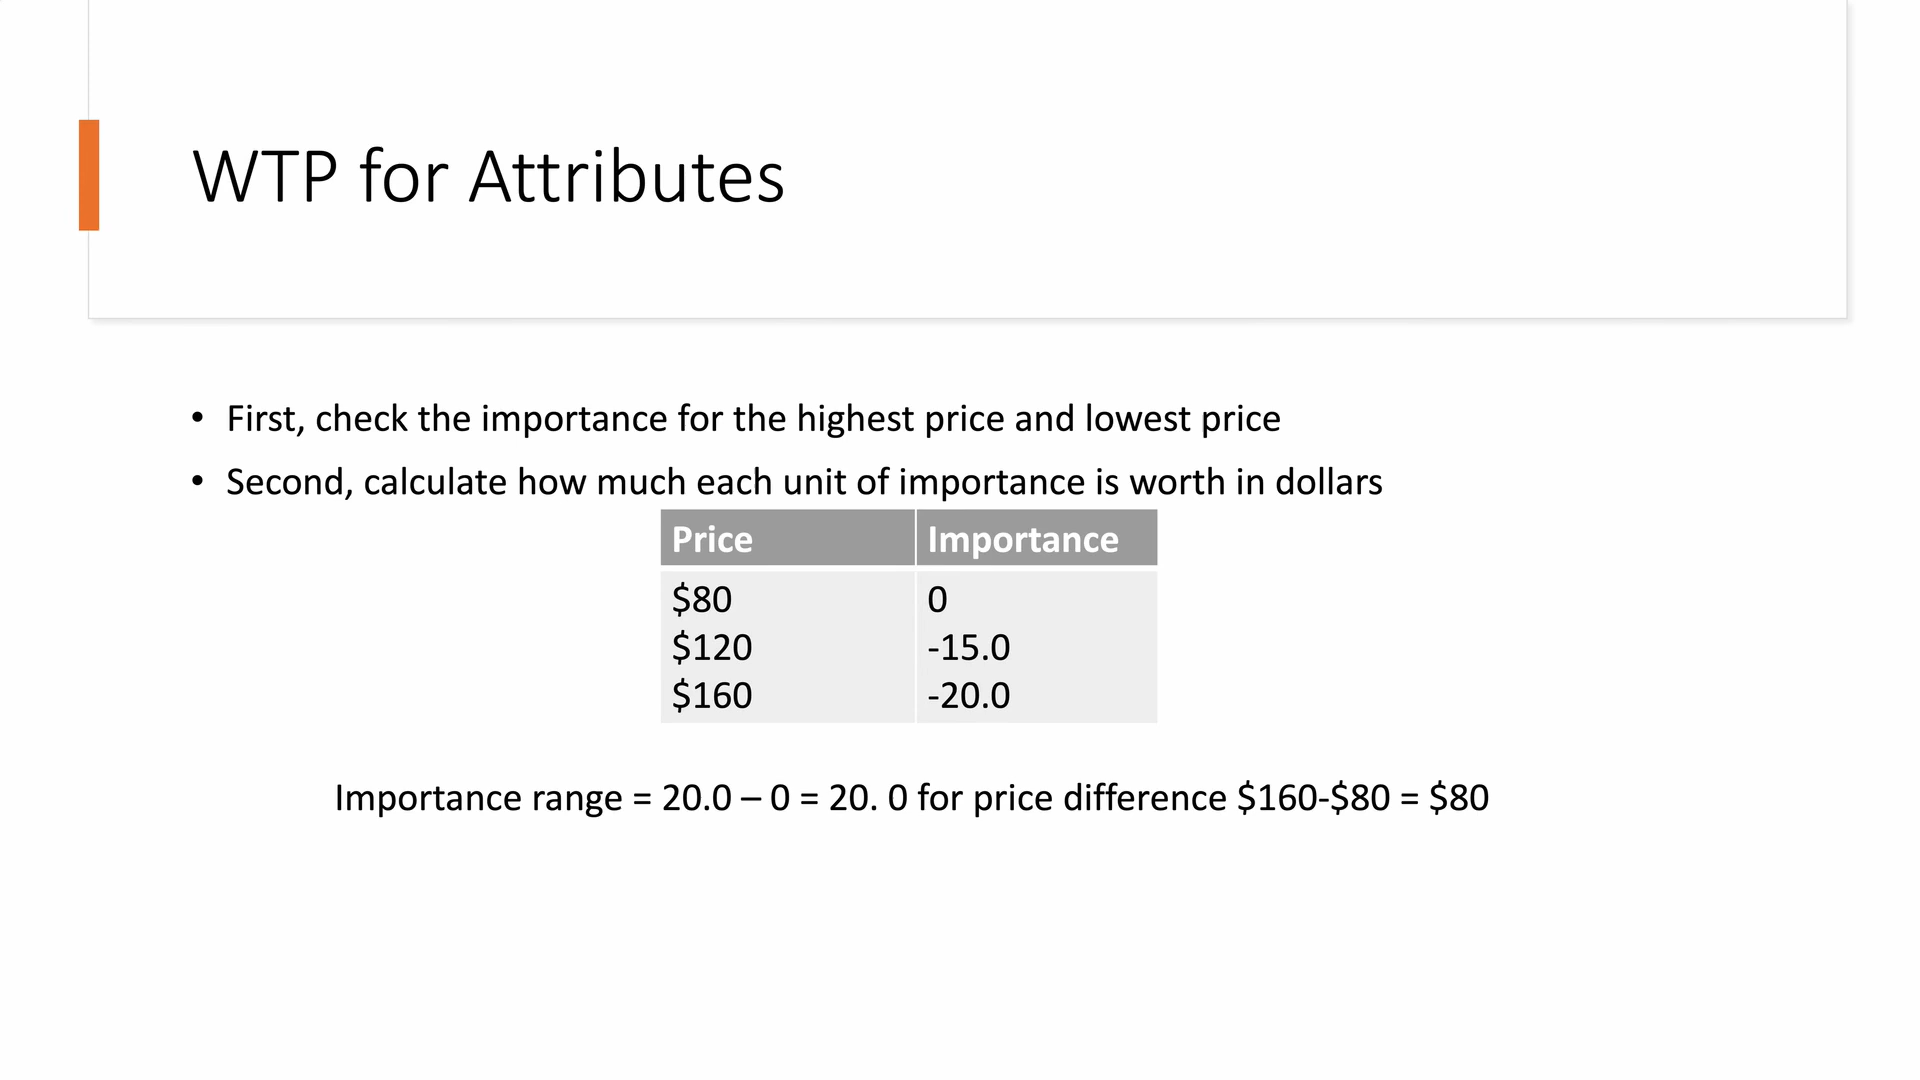 WTP for Attributes
• First, check the importance for the highest price and lowest price
• Second, calculate how much each unit of importance is worth in dollars
Price Importance
$80 0
$120 -15.0
$160 -20.0
Importance range = 20.0 – 0 = 20. 0 for price difference $160-$80 = $80